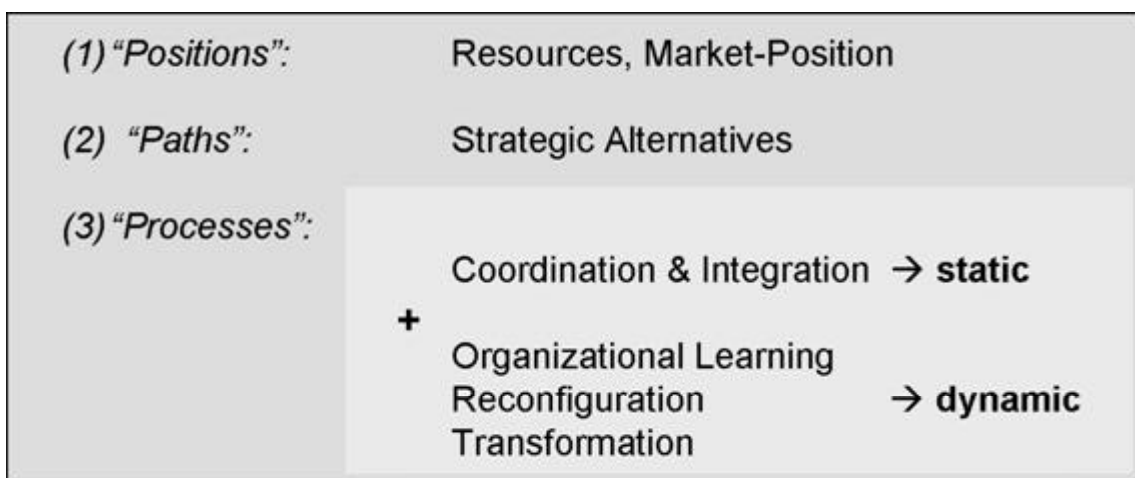 (1) “Positions”: Resources, Market-Position
(2) “Paths”: Strategic Alternatives
(3) “Processes”:
Coordination & Integration → static
+
Organizational Learning
Reconfiguration → dynamic
Transformation